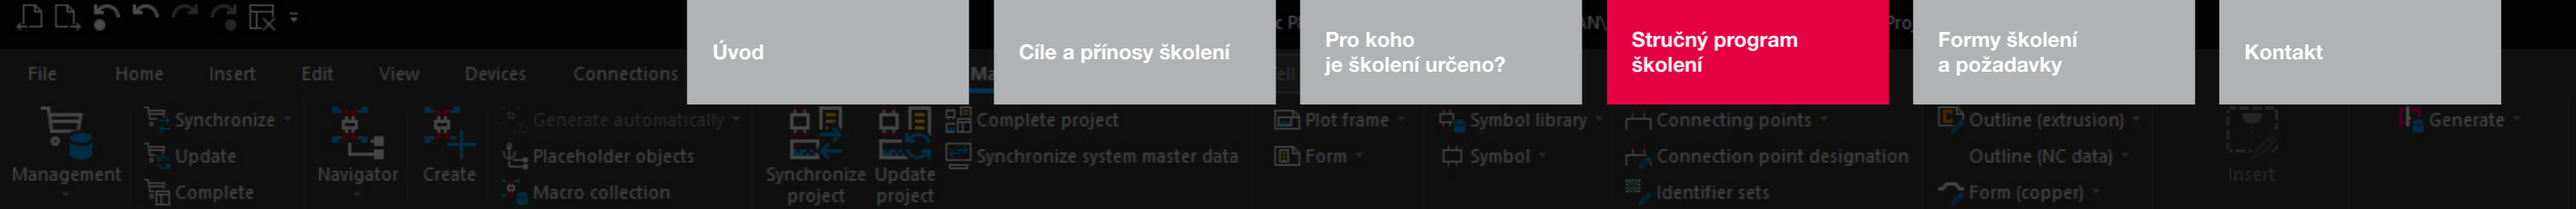 Úvod
Cíle a přínosy školení
Pro koho
je školení určeno?
Stručný program
školení
Formy školení
a požadavky
Kontakt
File Home Insert Edit View Devices Connections
Management
Synchronize
Update
Complete
Navigator
Create
Generate automatically
Placeholder objects
Macro collection
Synchronize
project
Update
project
Complete project
Synchronize system master data
Plot frame
Form
Symbol library
Symbol
Connecting points
Connection point designation
Identifier sets
Outline (extrusion)
Outline (NC data)
Form (copper)
Insert
Generate